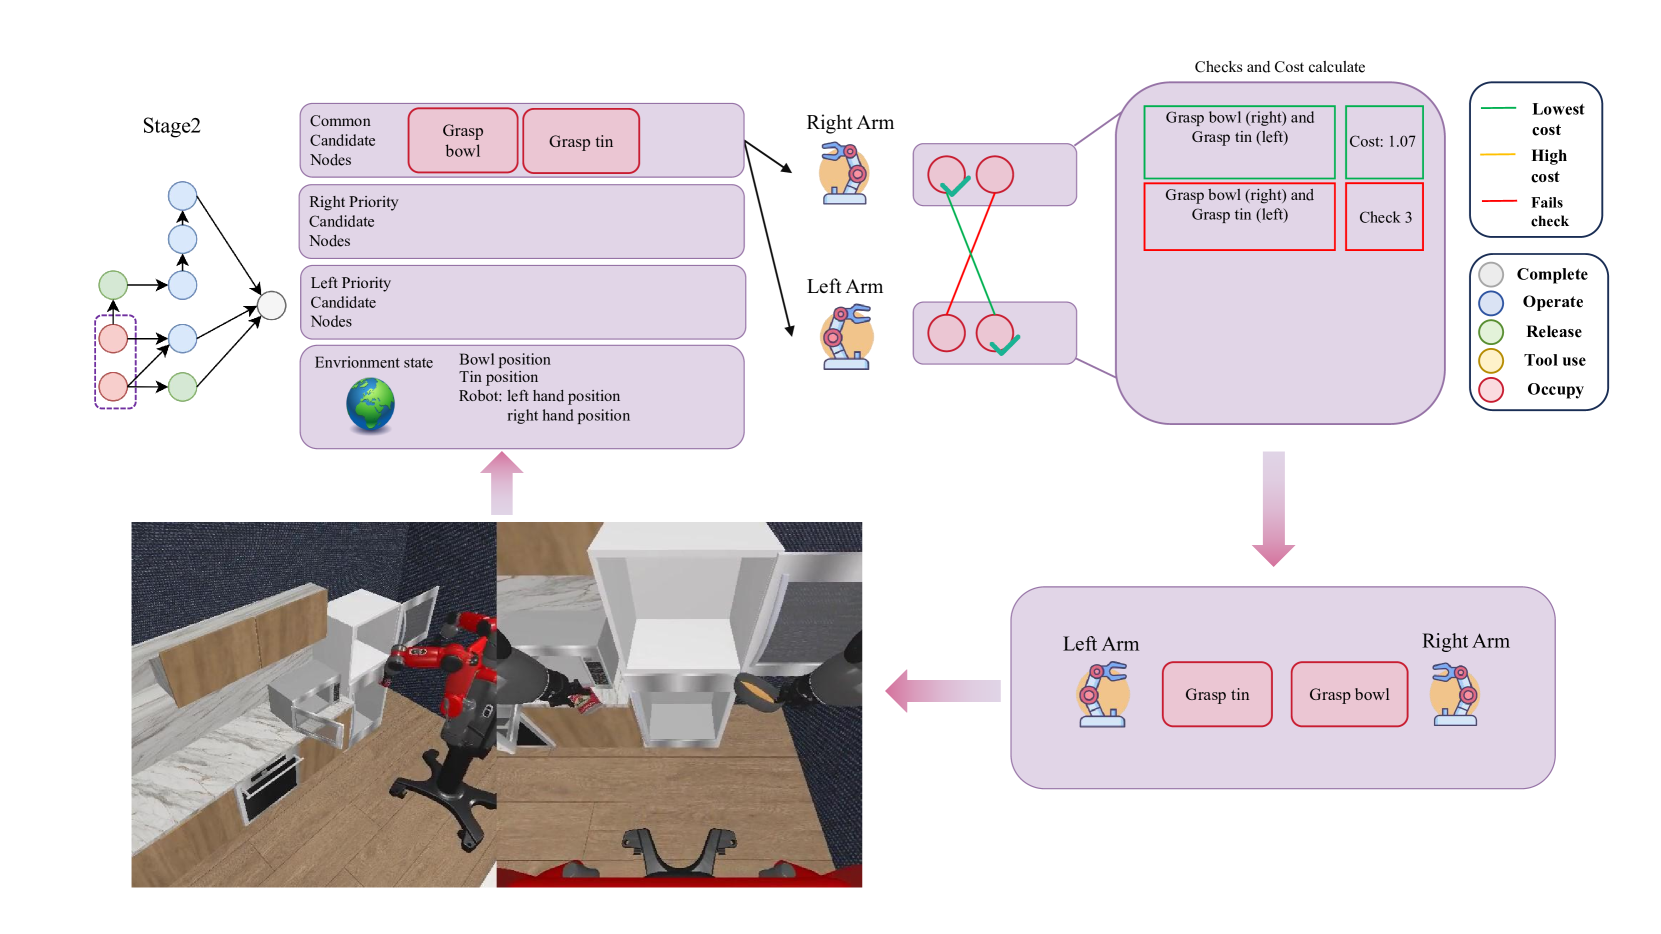 Stage2
Common
Candidate
Nodes
Grasp
bowl
Grasp tin
Right Priority
Candidate
Nodes
Left Priority
Candidate
Nodes
Envrionment state
Bowl position
Tin position
Robot: left hand position
right hand position
Right Arm
Left Arm
Checks and Cost calculate
Grasp bowl (right) and
Grasp tin (left)
Cost: 1.07
Grasp bowl (right) and
Grasp tin (left)
Check 3
Lowest
cost
High
cost
Fails
check
Complete
Operate
Release
Tool use
Occupy
Left Arm
Grasp tin
Grasp bowl
Right Arm